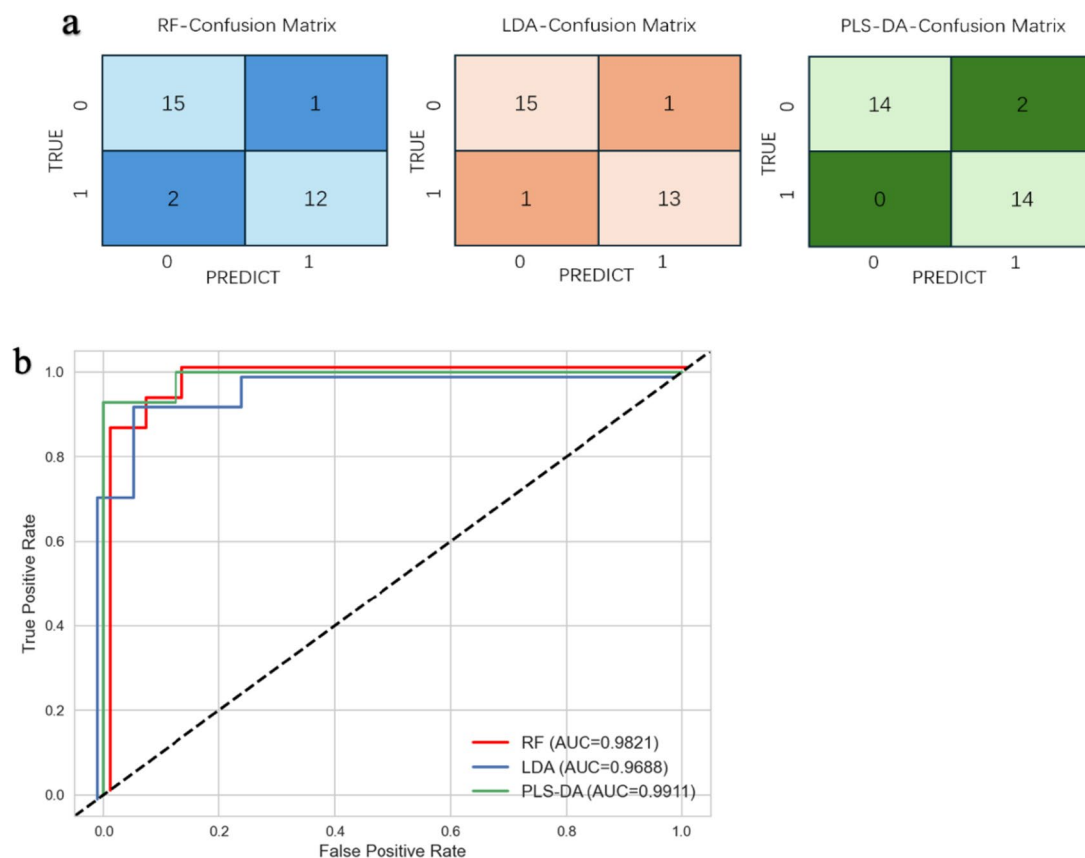 a
RF-Confusion Matrix
TRUE
0
15
1
1
2
12
0
1
PREDICT
LDA-Confusion Matrix
TRUE
0
15
1
1
1
13
0
1
PREDICT
PLS-DA-Confusion Matrix
TRUE
0
14
2
1
0
14
0
1
PREDICT
b
True Positive Rate
1.0
0.8
0.6
0.4
0.2
0.0
RF (AUC=0.9821)
LDA (AUC=0.9688)
PLS-DA (AUC=0.9911)
0.0 0.2 0.4 0.6 0.8 1.0
False Positive Rate